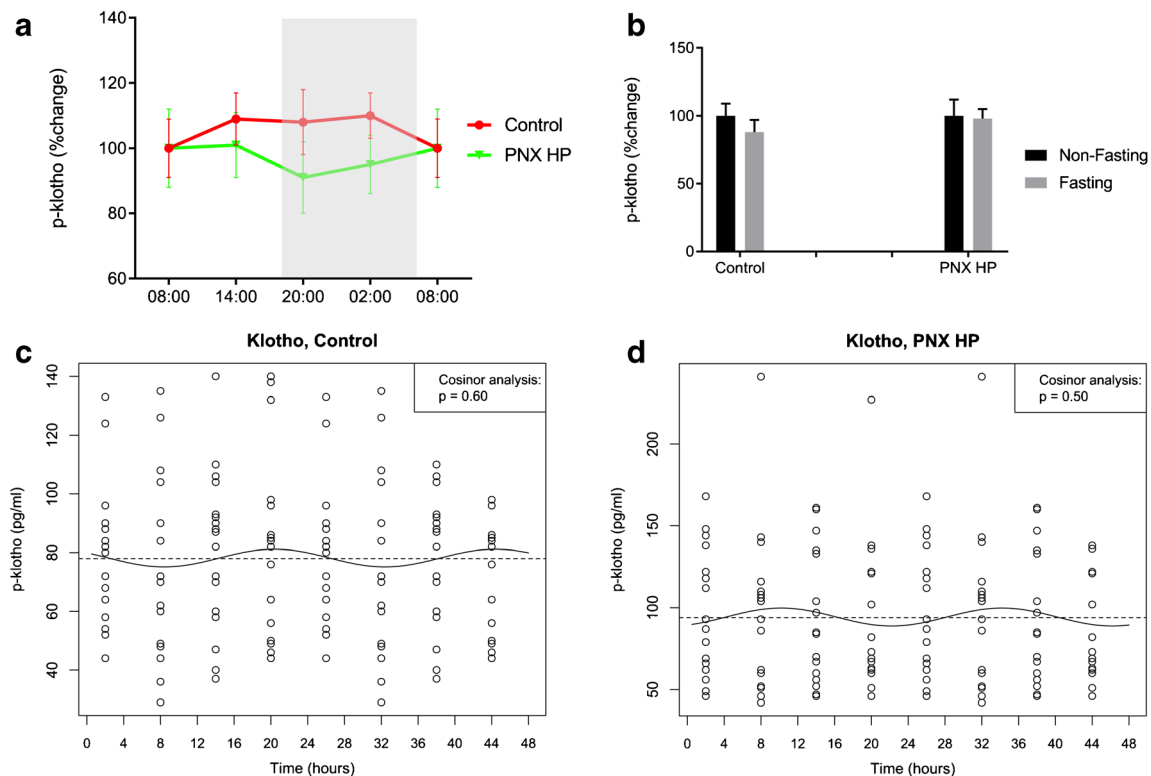 a
140
120
100
80
60
p-klotho (%change)
08:00 14:00 20:00 02:00 08:00
Control
PNX HP
b
150
100
50
0
p-klotho (%change)
Control PNX HP
Non-Fasting
Fasting
c
Klotho, Control
Cosinor analysis:
p = 0.60
140
120
100
80
60
40
p-klotho (pg/ml)
0 4 8 12 16 20 24 28 32 36 40 44 48
Time (hours)
d
Klotho, PNX HP
Cosinor analysis:
p = 0.50
200
150
100
50
p-klotho (pg/ml)
0 4 8 12 16 20 24 28 32 36 40 44 48
Time (hours)